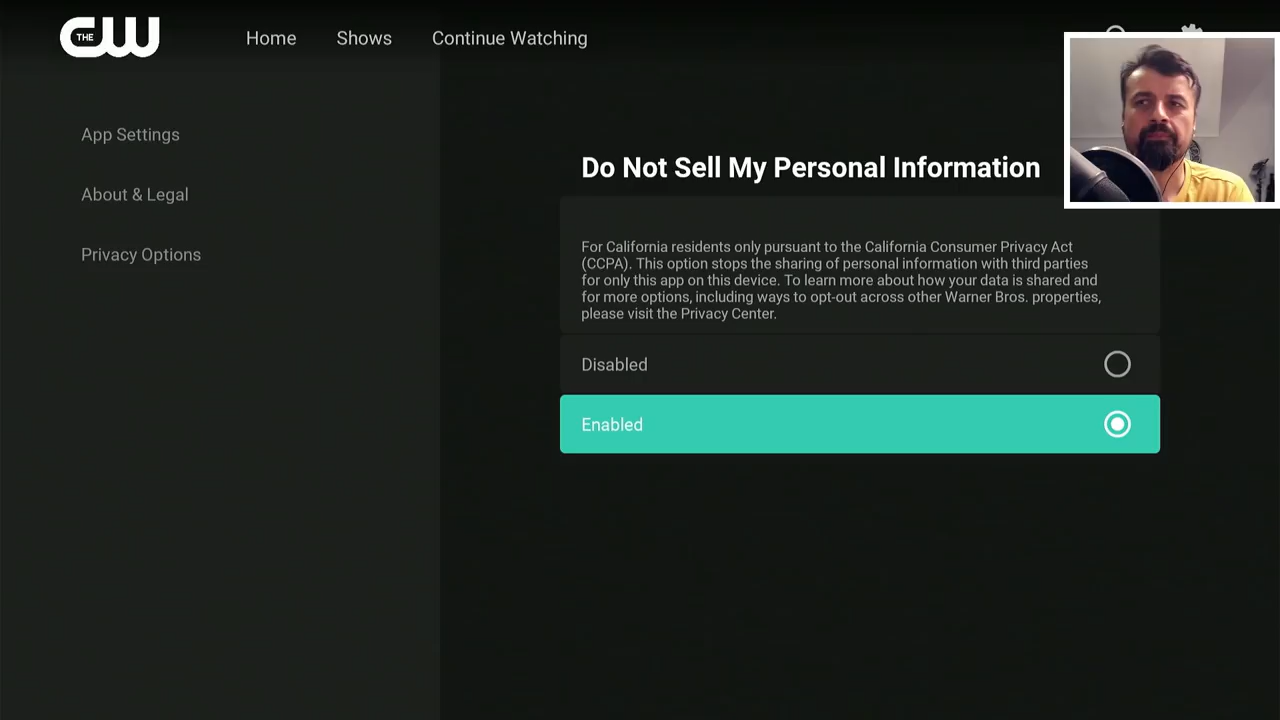 THE CW
Home
Shows
Continue Watching
App Settings
About & Legal
Privacy Options
Do Not Sell My Personal Information
For California residents only pursuant to the California Consumer Privacy Act
(CCPA). This option stops the sharing of personal information with third parties
for only this app on this device. To learn more about how your data is shared and
for more options, including ways to opt-out across other Warner Bros. properties,
please visit the Privacy Center.
Disabled
Enabled